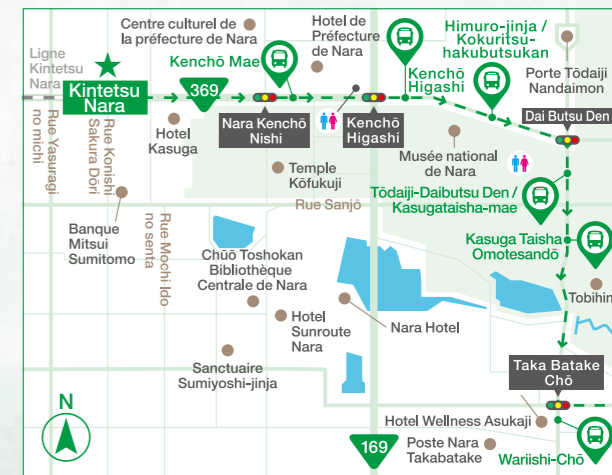 Centre culturel de
la préfecture de Nara
Hotel de
Préfecture
de Nara
Himuro-jinja /
Kokuritsu-
hakubutsukan
Ligne
Kintetsu
Nara
Kintetsu
Nara
369
Kenchō Mae
Kenchō
Higashi
Porte Tōdaiji
Nandaimon
Dai Butsu Den
Hotel
Kasuga
Nara Kenchō
Nishi
Kenchō
Higashi
Musée national
de Nara
Rue Yasuragi
no michi
Rue Konishi
Sakura Dōri
Temple
Kōfukuji
Tōdaiji-Daibutsu Den /
Kasugataisha-mae
Rue Sanjō
Banque
Mitsui
Sumitomo
Rue Mochi Ido
no senta
Chūō Toshokan
Bibliothèque
Centrale de Nara
Kasuga Taisha
Omotesandō
Tobihin
Hotel
Sunroute
Nara
Nara Hotel
Sanctuaire
Sumiyoshi-jinja
Taka Batake
Chō
N
169
Hotel Wellness Asukaji
Poste Nara
Takabatake
Wariishi-Chō